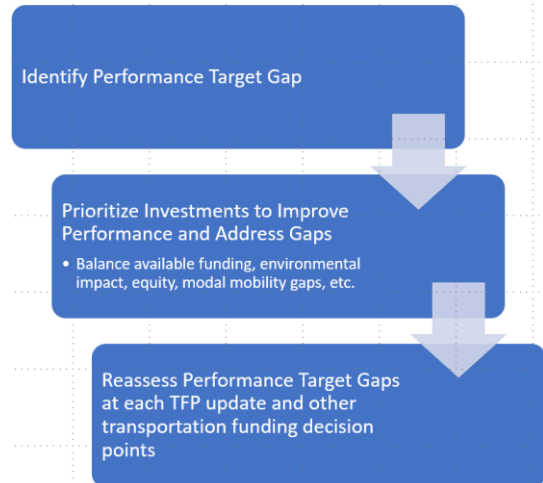 Identify Performance Target Gap
Prioritize Investments to Improve
Performance and Address Gaps
• Balance available funding, environmental
impact, equity, modal mobility gaps, etc.
Reassess Performance Target Gaps
at each TFP update and other
transportation funding decision
points